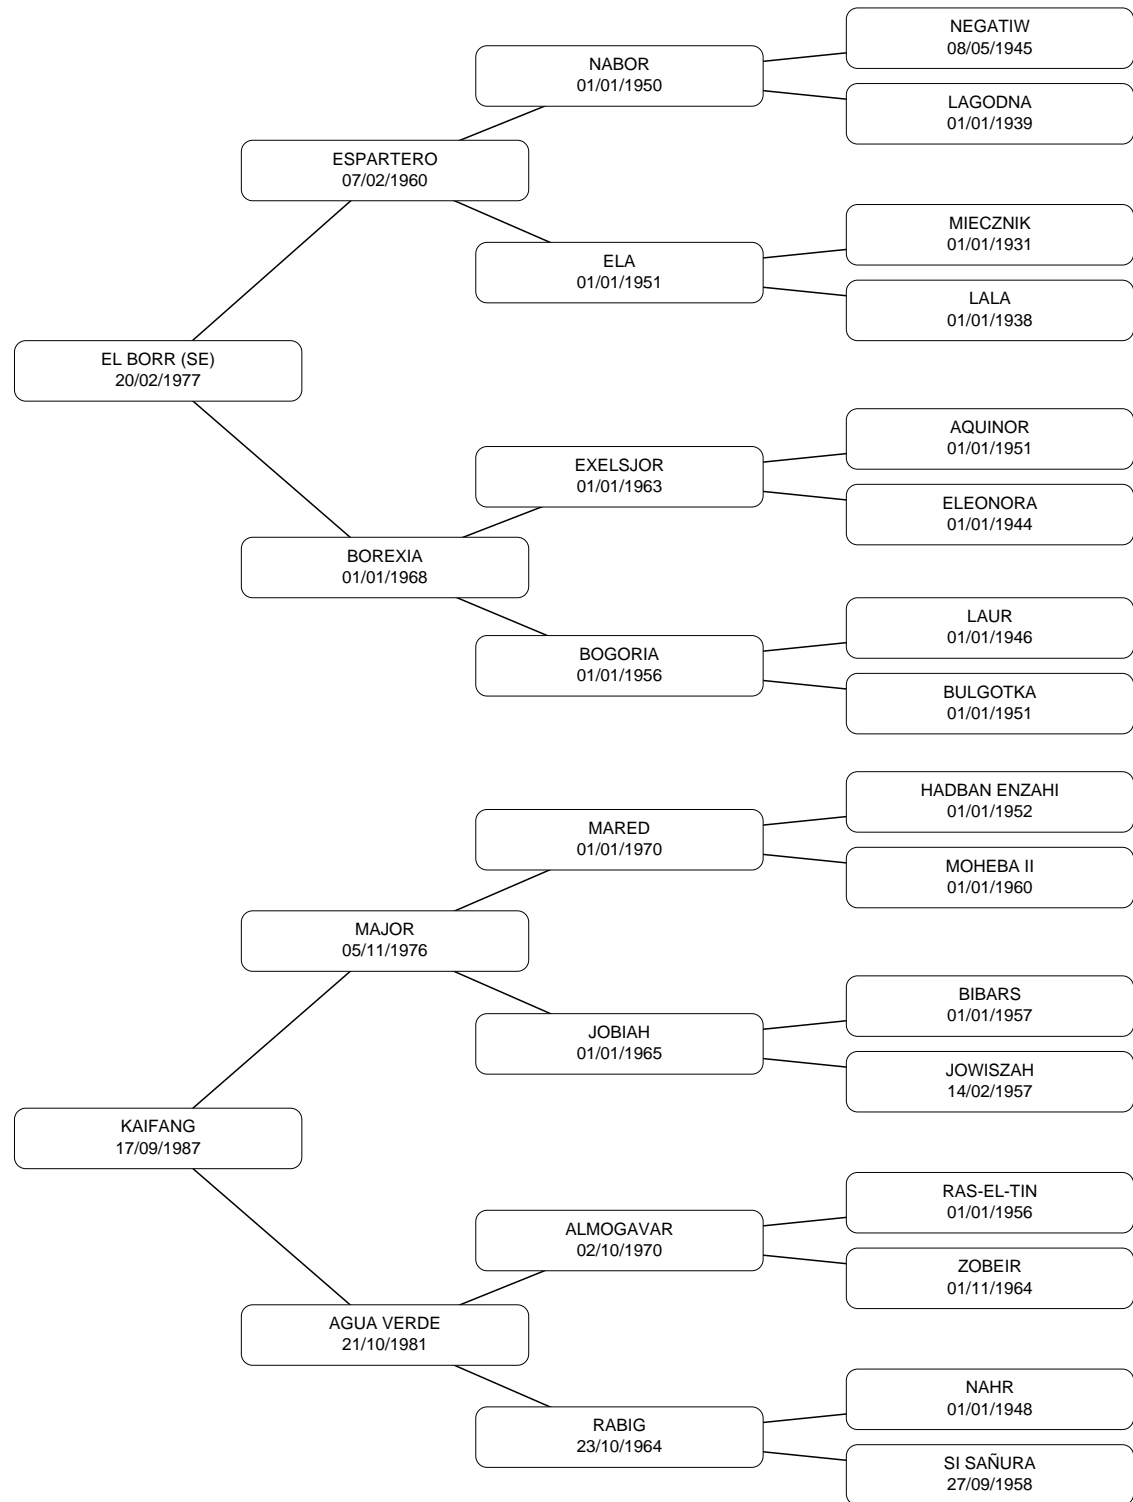 NEGATIW
08/05/1945
NABOR
01/01/1950
LAGODNA
01/01/1939
ESPARTERO
07/02/1960
MIECZNIK
01/01/1931
ELA
01/01/1951
LALA
01/01/1938
EL BORR (SE)
20/02/1977
AQUINOR
01/01/1951
EXELSJOR
01/01/1963
ELEONORA
01/01/1944
BOREXIA
01/01/1968
LAUR
01/01/1946
BOGORIA
01/01/1956
BULGOTKA
01/01/1951
HADBAN ENZAHI
01/01/1952
MARED
01/01/1970
MOHEBA II
01/01/1960
MAJOR
05/11/1976
BIBARS
01/01/1957
JOBIAH
01/01/1965
JOWISZAH
14/02/1957
KAIFANG
17/09/1987
RAS-EL-TIN
01/01/1956
ALMOGAVAR
02/10/1970
ZOBEIR
01/11/1964
AGUA VERDE
21/10/1981
NAHR
01/01/1948
RABIG
23/10/1964
SI SAÑURA
27/09/1958